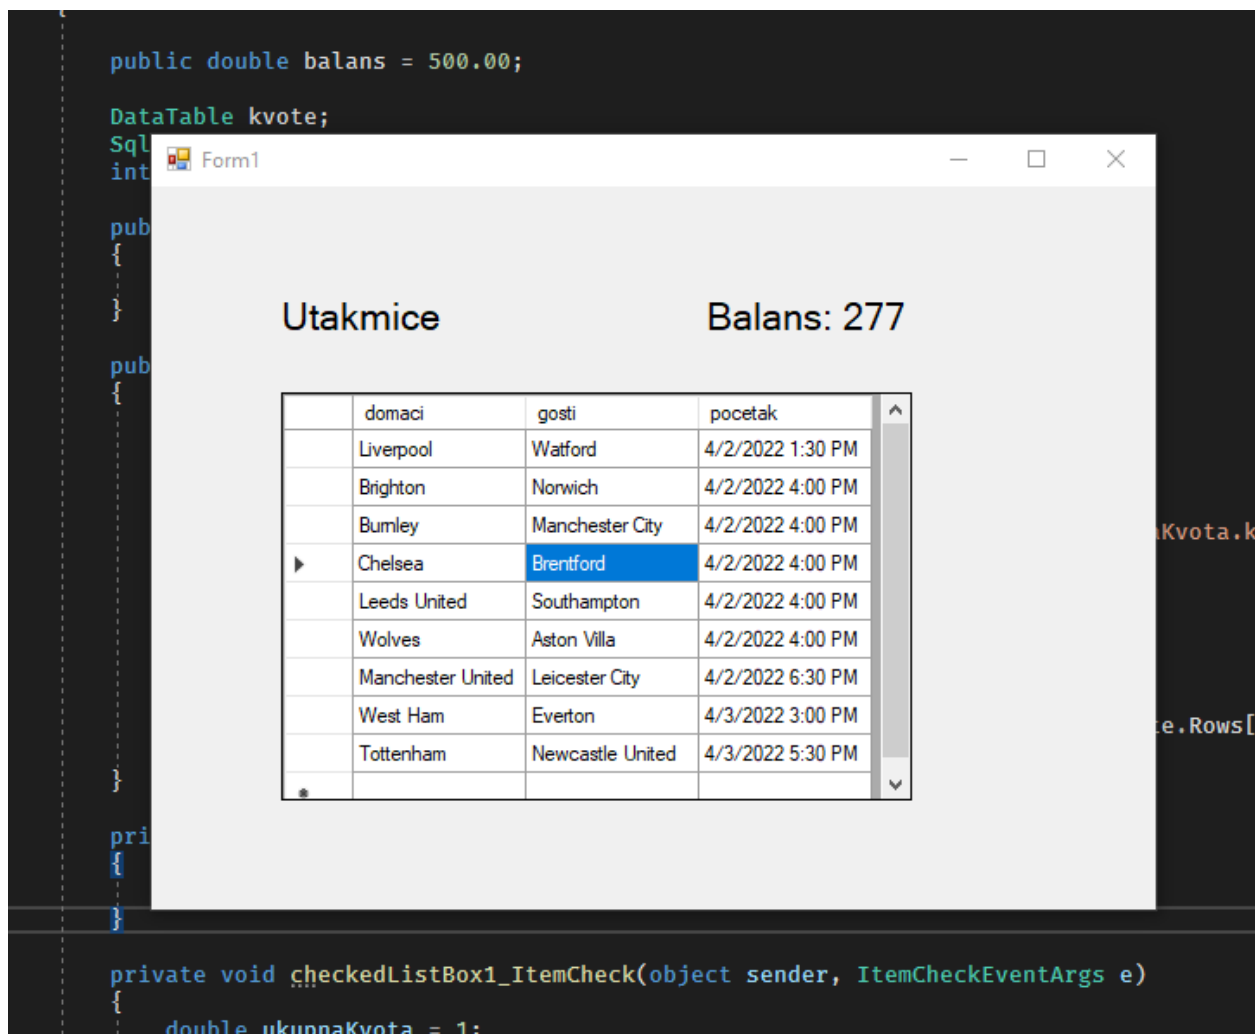 {
public double balans = 500.00;
DataTable kvote;
Sql
int
pub
{
}
pub
{
Form1
Utakmice Balans: 277
domaci gosti pocetak
Liverpool Watford 4/2/2022 1:30 PM
Brighton Norwich 4/2/2022 4:00 PM
Burnley Manchester City 4/2/2022 4:00 PM
Chelsea Brentford 4/2/2022 4:00 PM
Leeds United Southampton 4/2/2022 4:00 PM
Wolves Aston Villa 4/2/2022 4:00 PM
Manchester United Leicester City 4/2/2022 6:30 PM
West Ham Everton 4/3/2022 3:00 PM
Tottenham Newcastle United 4/3/2022 5:30 PM
Kvota.k
e.Rows[
}
pri
{
}
private void checkedListBox1_ItemCheck(object sender, ItemCheckEventArgs e)
{
double ukupnaKvota = 1;